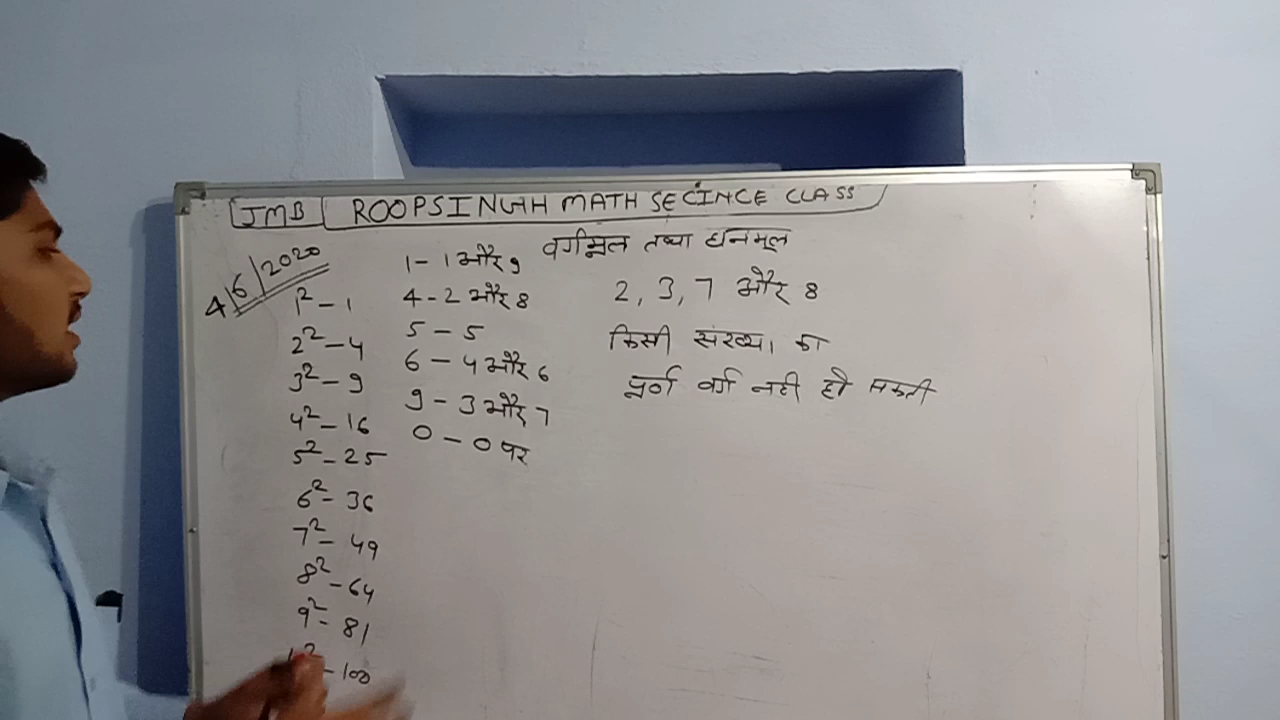 JMB ROOPSINGH MATH SECINCE CLASS
वर्गमूल तथा घनमूल
4/6/2020
1² - 1
2² - 4
3² - 9
4² - 16
5² - 25
6² - 36
7² - 49
8² - 64
9² - 81
- 100
1 - 1 और 9
4 - 2 और 8
5 - 5
6 - 4 और 6
9 - 3 और 7
0 - 0 पर
2, 3, 7 और 8
किसी संख्या का
पूर्ण वर्ग नही हो सकती